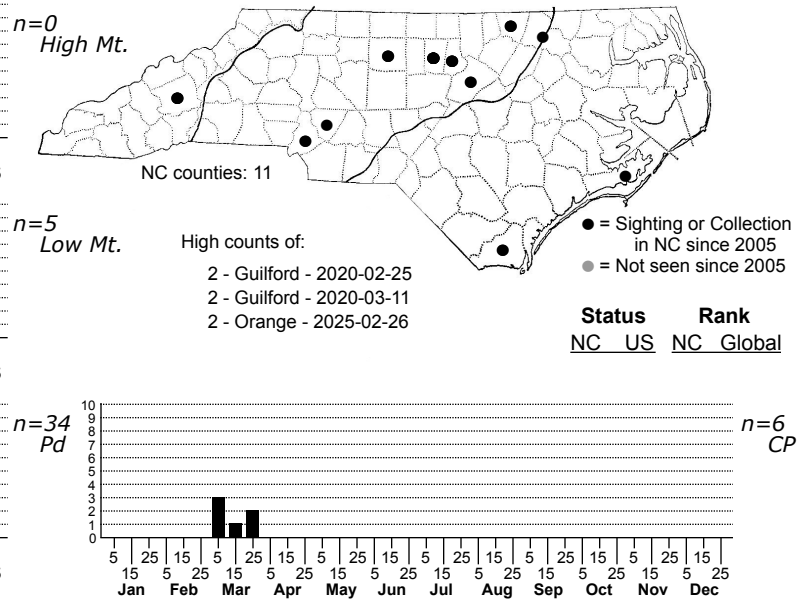 n=0
High Mt.
NC counties: 11
n=5
Low Mt.
High counts of:
2 - Guilford - 2020-02-25
2 - Guilford - 2020-03-11
2 - Orange - 2025-02-26
= Sighting or Collection
in NC since 2005
= Not seen since 2005
Status Rank
NC US NC Global
n=34
Pd
n=6
CP
10
9
8
7
6
5
4
3
2
1
0
5 25 15 5 25 15 5 25 15 5 25 15 5 25 15 5 25 15
15 5 25 15 5 25 15 5 25 15 5 25 15 5 25 15 5 25
Jan Feb Mar Apr May Jun Jul Aug Sep Oct Nov Dec